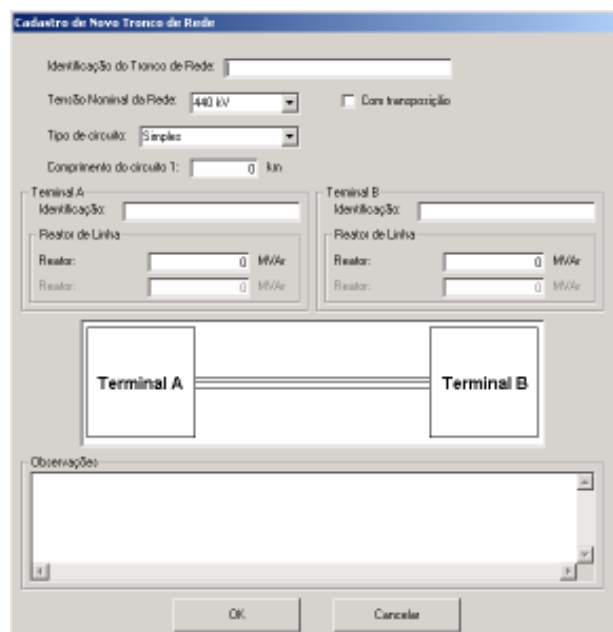 Cadastro de Novo Tronco de Rede
Identificação do Tronco de Rede:
Tensão Nominal da Rede: 440 kV Com transposição
Tipo de circuito: Simples
Comprimento do circuito 1: 0 km
Terminal A Terminal B
Identificação: Identificação:
Reator de Linha Reator de Linha
Reator: 0 MVAr Reator: 0 MVAr
Reator: 0 MVAr Reator: 0 MVAr
Terminal A Terminal B
Observações
OK Cancelar